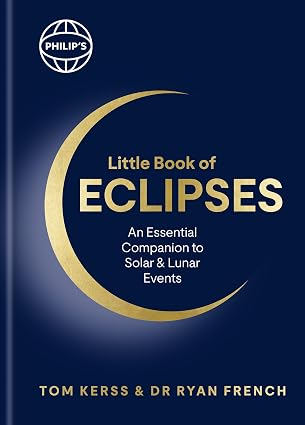 PHILIP'S
Little Book of
ECLIPSES
An Essential
Companion to
Solar & Lunar
Events
TOM KERSS & DR RYAN FRENCH